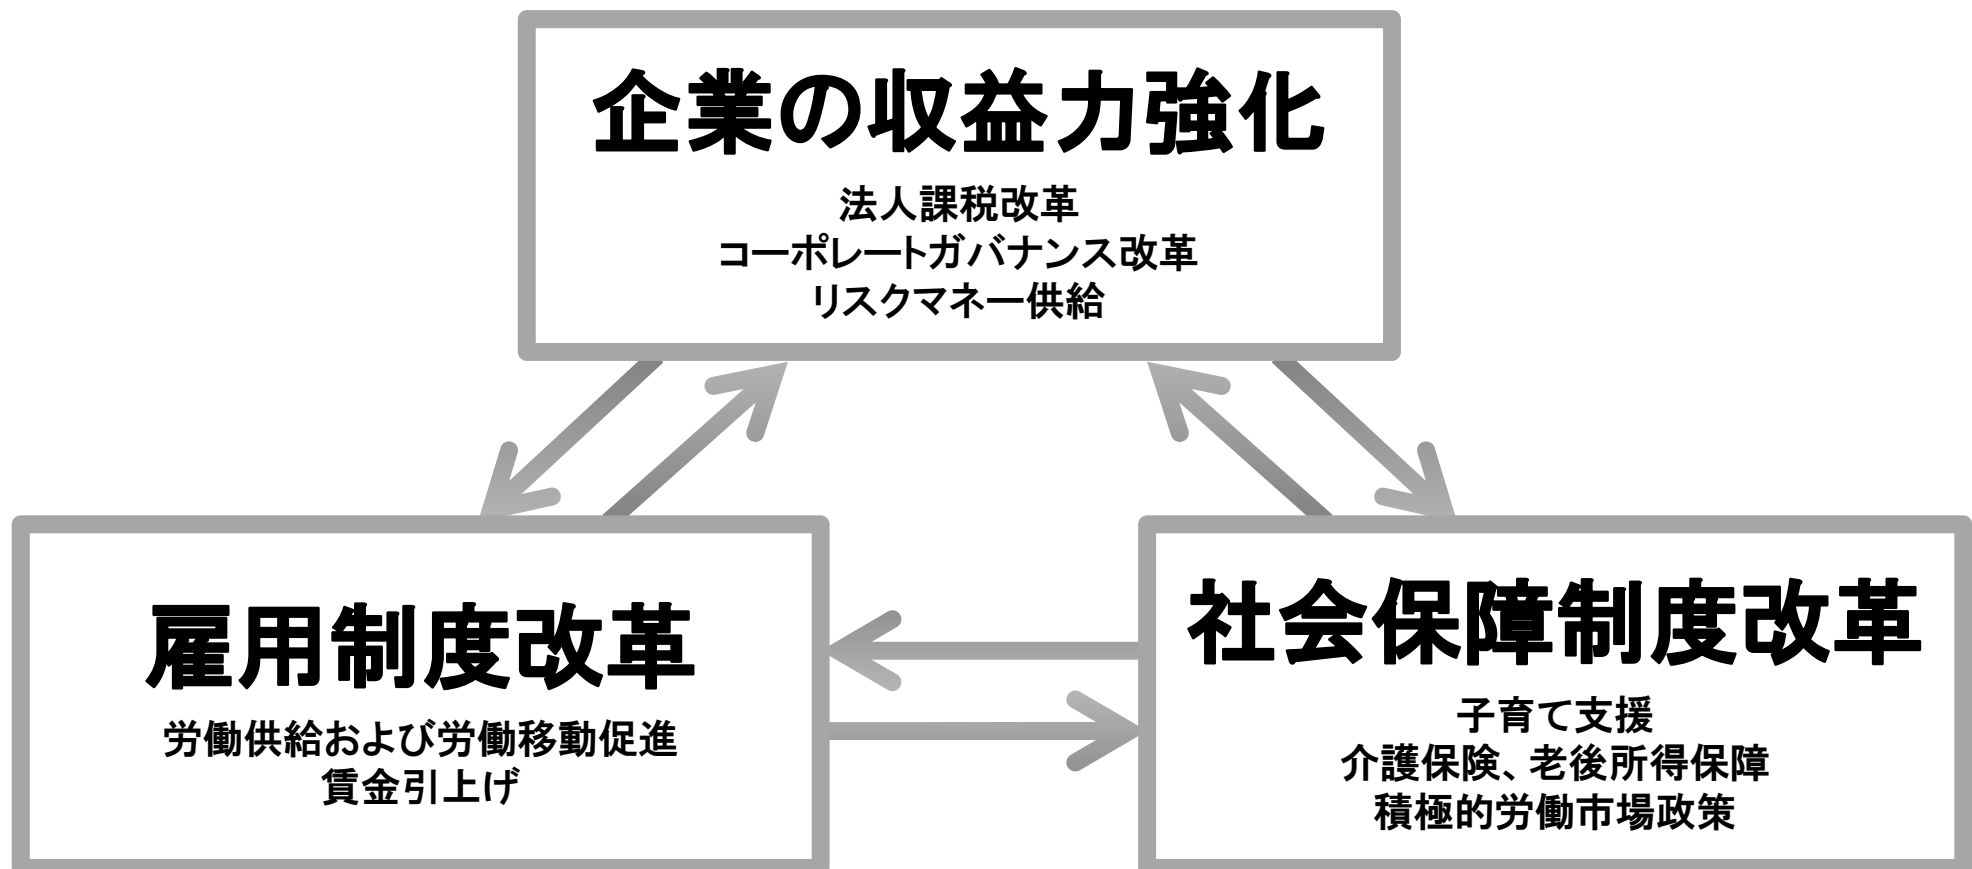 企業の収益力強化
法人課税改革
コーポレートガバナンス改革
リスクマネー供給
雇用制度改革
労働供給および労働移動促進
賃金引上げ
社会保障制度改革
子育て支援
介護保険、老後所得保障
積極的労働市場政策